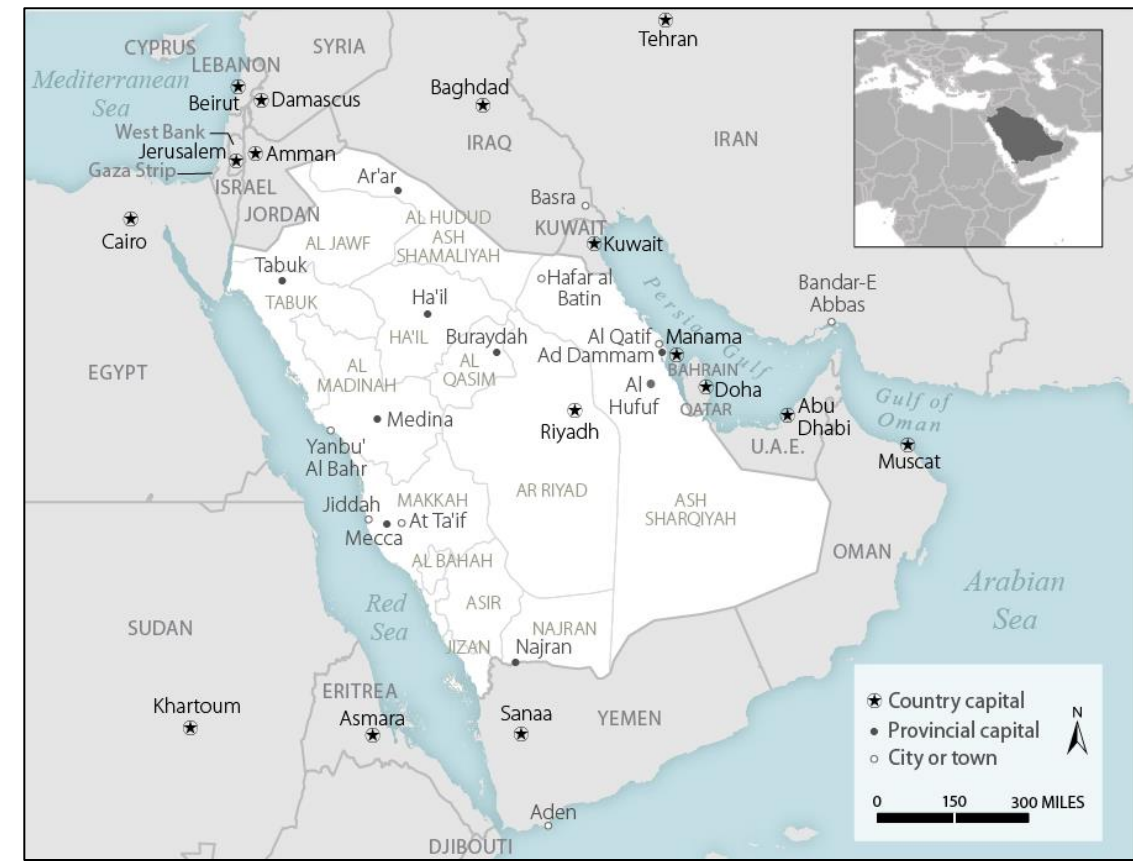 CYPRUS
SYRIA
Tehran
Mediterranean
Sea
LEBANON
Beirut
Damascus
Baghdad
West Bank
Jerusalem
Amman
IRAQ
IRAN
Gaza Strip
ISRAEL
Ar'ar
Basra
JORDAN
AL HUDUD
ASH
SHAMALIYAH
KUWAIT
Kuwait
Cairo
AL JAWF
Tabuk
TABUK
Hafar al
Batin
Persian Gulf
Bandar-E
Abbas
Ha'il
HA'IL
Buraydah
AL
QASIM
Al Qatif
Ad Dammam
Manama
BAHRAIN
EGYPT
AL
MADINAH
Al
Hufuf
Doha
QATAR
Abu
Dhabi
Gulf of
Oman
Medina
Riyadh
U.A.E.
Muscat
Yanbu'
Al Bahr
MAKKAH
AR RIYAD
ASH
SHARQIYAH
Jiddah
Mecca
At Ta'if
OMAN
AL BAHAH
Arabian
Sea
Red
Sea
ASIR
SUDAN
JIZAN
NAJRAN
Najran
ERITREA
Khartoum
Asmara
Sanaa
YEMEN
Aden
DJIBOUTI
Country capital
Provincial capital
City or town
N
0 150 300 MILES